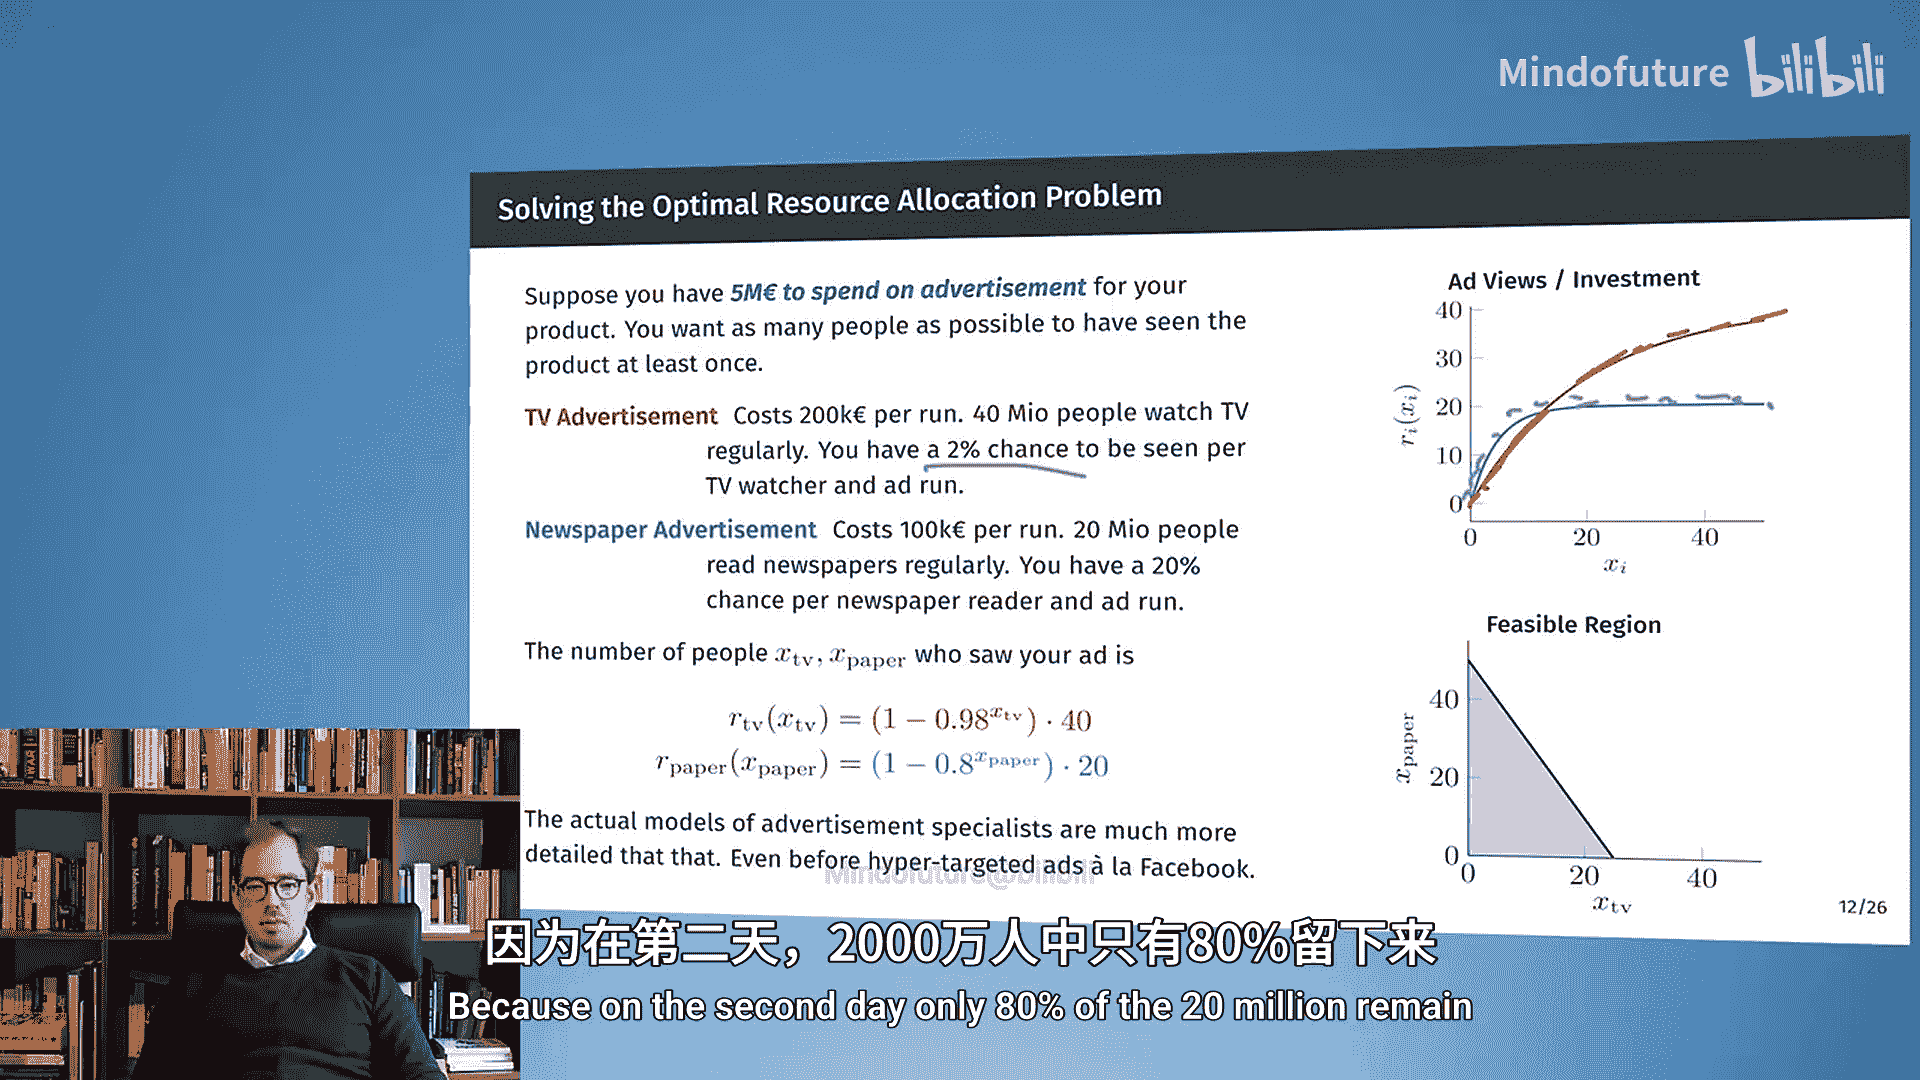 Mindofuture bilibili
Solving the Optimal Resource Allocation Problem
Suppose you have 5M€ to spend on advertisement for your
product. You want as many people as possible to have seen the
product at least once.
TV Advertisement Costs 200k€ per run. 40 Mio people watch TV
regularly. You have a 2% chance to be seen per
TV watcher and ad run.
Newspaper Advertisement Costs 100k€ per run. 20 Mio people
read newspapers regularly. You have a 20%
chance per newspaper reader and ad run.
The number of people x_tv, x_paper who saw your ad is
r_tv(x_tv) = (1 − 0.98^{x_tv}) · 40
r_paper(x_paper) = (1 − 0.8^{x_paper}) · 20
The actual models of advertisement specialists are much more
detailed that that. Even before hyper-targeted ads à la Facebook.
Mindofuture@bilibili
Ad Views / Investment
40
30
20
10
0
r_i(x_i)
0 20 40
x_i
Feasible Region
40
20
0
x_paper
0 20 40
x_tv
12/26
因为在第二天，2000万人中只有80%留下来
Because on the second day only 80% of the 20 million remain